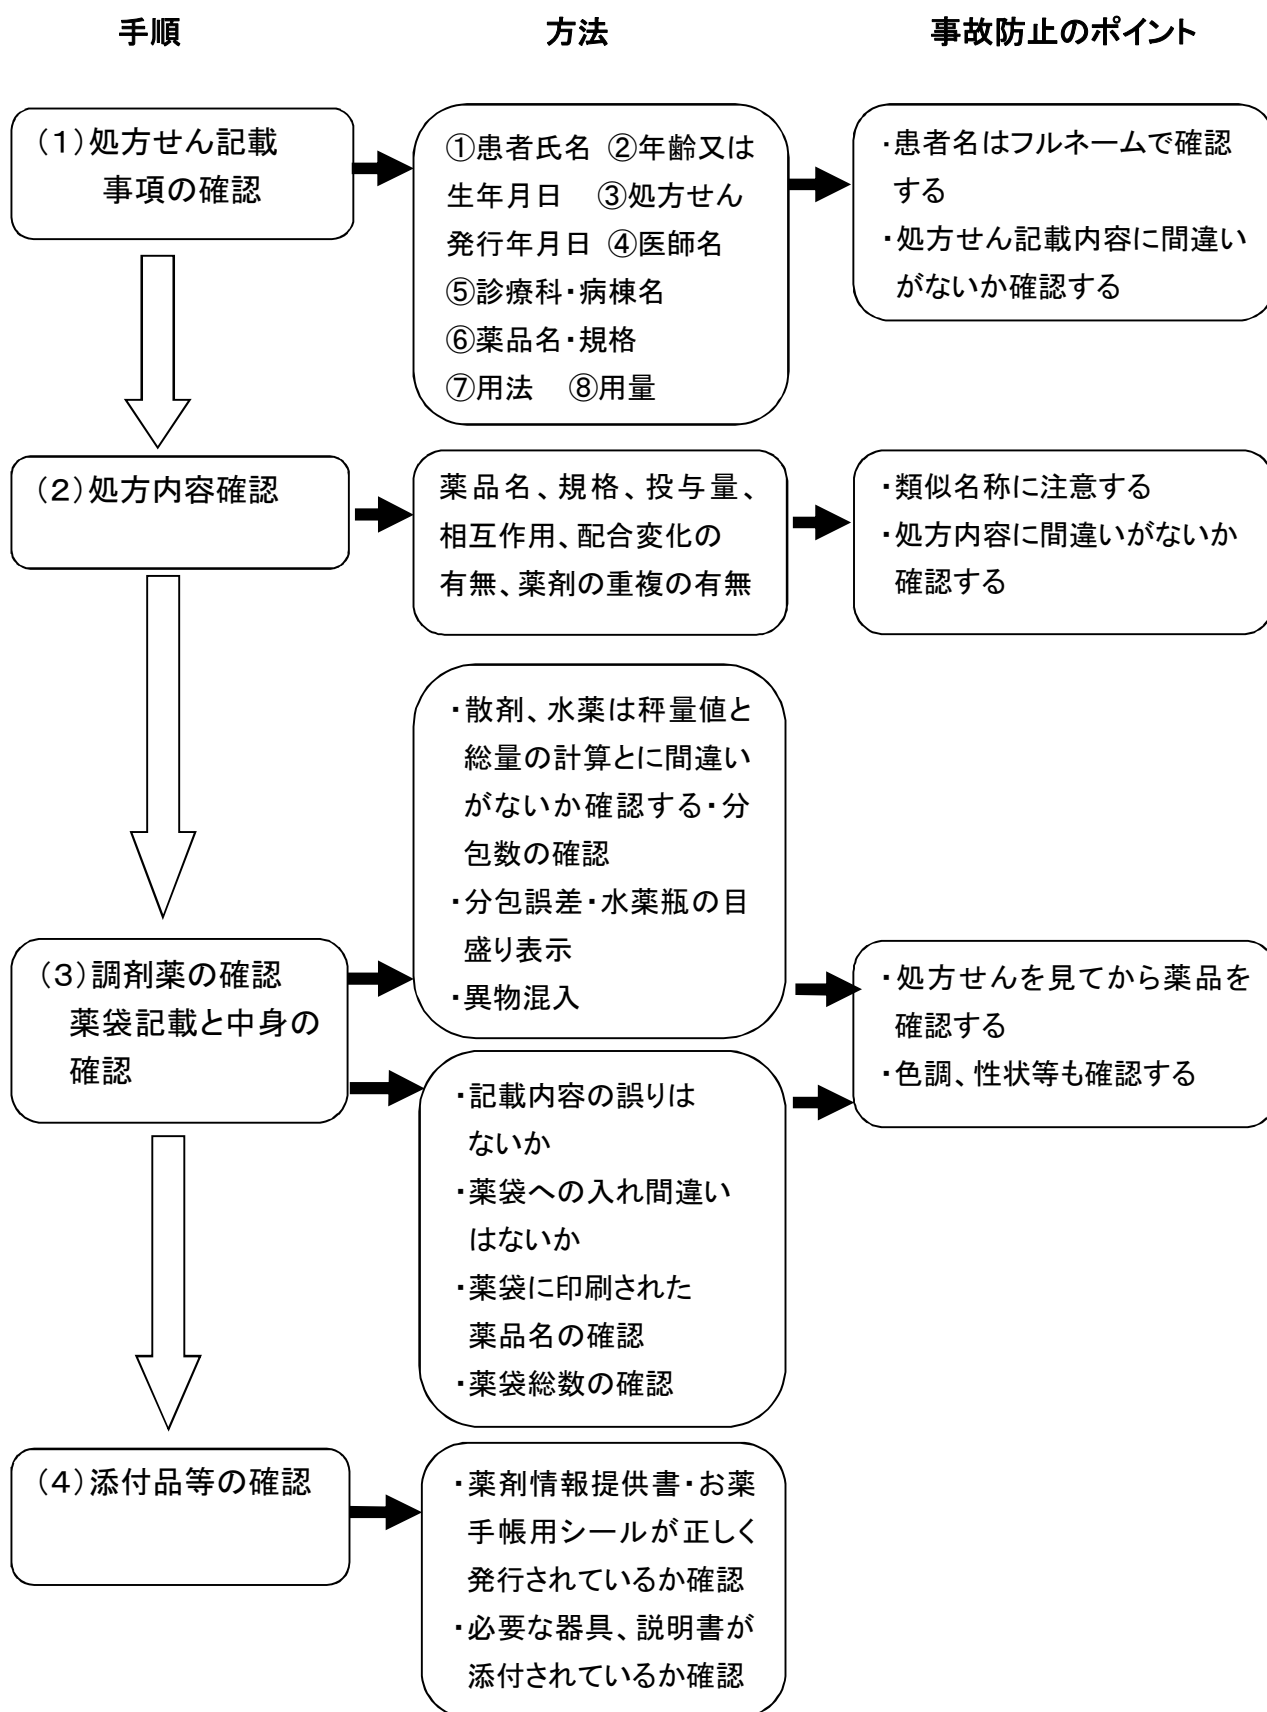 手順
方法
事故防止のポイント
(1)処方せん記載
事項の確認
①患者氏名 ②年齢又は
生年月日 ③処方せん
発行年月日 ④医師名
⑤診療科・病棟名
⑥薬品名・規格
⑦用法 ⑧用量
・患者名はフルネームで確認
する
・処方せん記載内容に間違い
がないか確認する
(2)処方内容確認
薬品名、規格、投与量、
相互作用、配合変化の
有無、薬剤の重複の有無
・類似名称に注意する
・処方内容に間違いがないか
確認する
(3)調剤薬の確認
薬袋記載と中身の
確認
・散剤、水薬は秤量値と
総量の計算とに間違い
がないか確認する・分
包数の確認
・分包誤差・水薬瓶の目
盛り表示
・異物混入
・記載内容の誤りは
ないか
・薬袋への入れ間違い
はないか
・薬袋に印刷された
薬品名の確認
・薬袋総数の確認
・処方せんを見てから薬品を
確認する
・色調、性状等も確認する
(4)添付品等の確認
・薬剤情報提供書・お薬
手帳用シールが正しく
発行されているか確認
・必要な器具、説明書が
添付されているか確認